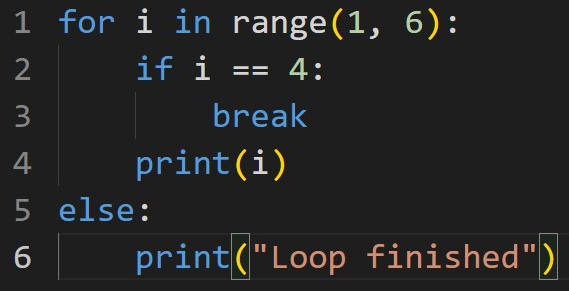 1 for i in range(1, 6):
2     if i == 4:
3         break
4     print(i)
5 else:
6     print("Loop finished")